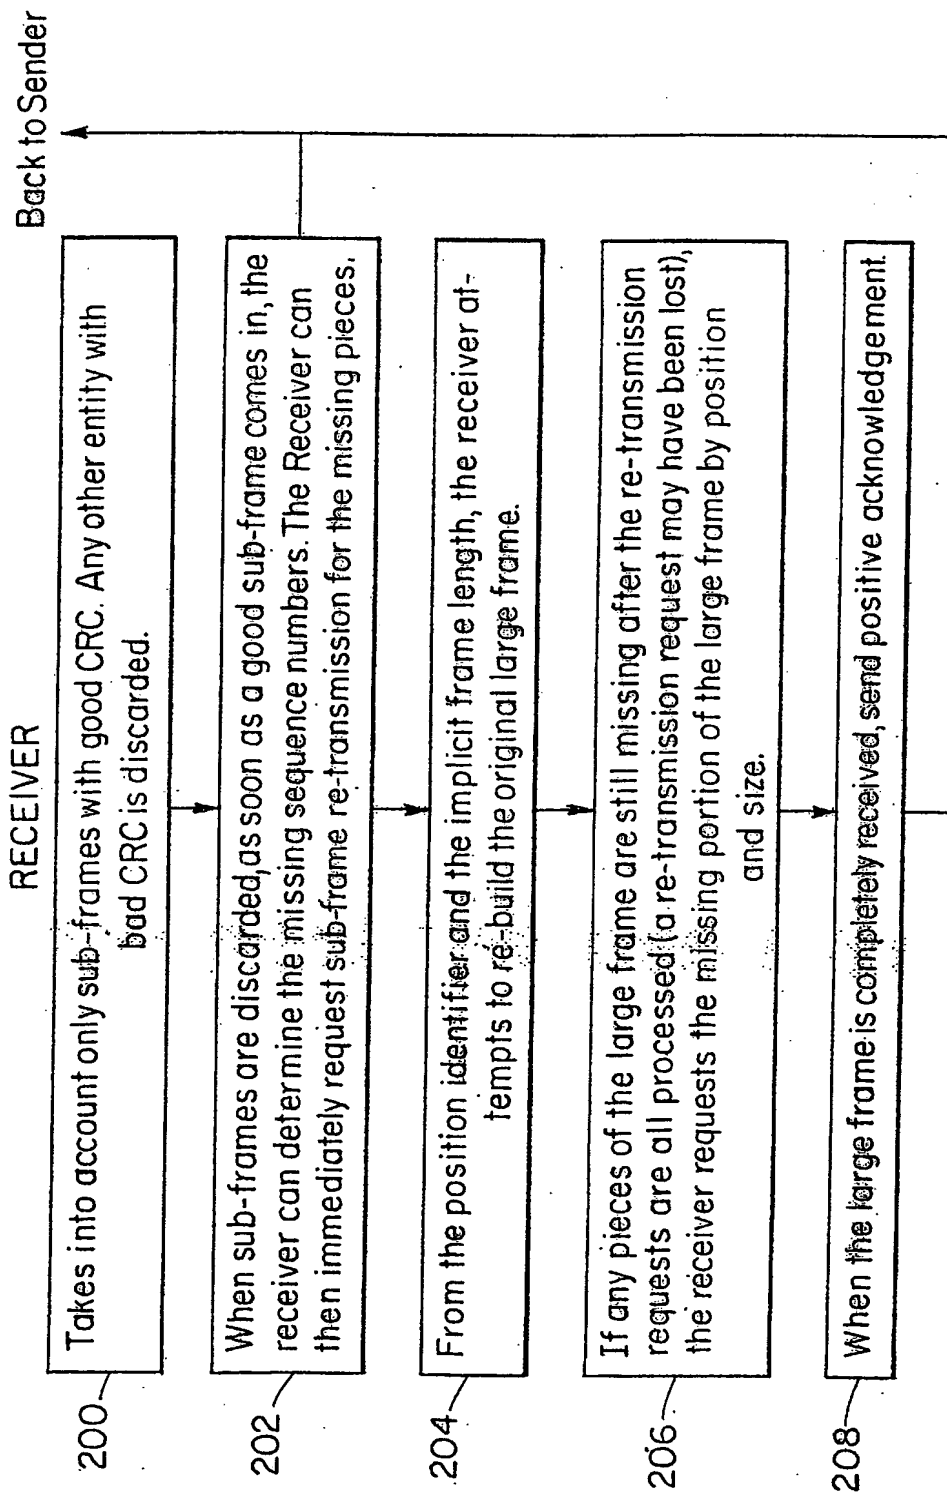 RECEIVER
Back to Sender
200
Takes into account only sub-frames with good CRC. Any other entity with
bad CRC is discarded.
202
When sub-frames are discarded, as soon as a good sub-frame comes in, the
receiver can determine the missing sequence numbers. The Receiver can
then immediately request sub-frame re-transmission for the missing pieces.
204
From the position identifier and the implicit frame length, the receiver at-
tempts to re-build the original large frame.
206
If any pieces of the large frame are still missing after the re-transmission
requests are all processed (a re-transmission request may have been lost),
the receiver requests the missing portion of the large frame by position
and size.
208
When the large frame is completely received, send positive acknowledgement.